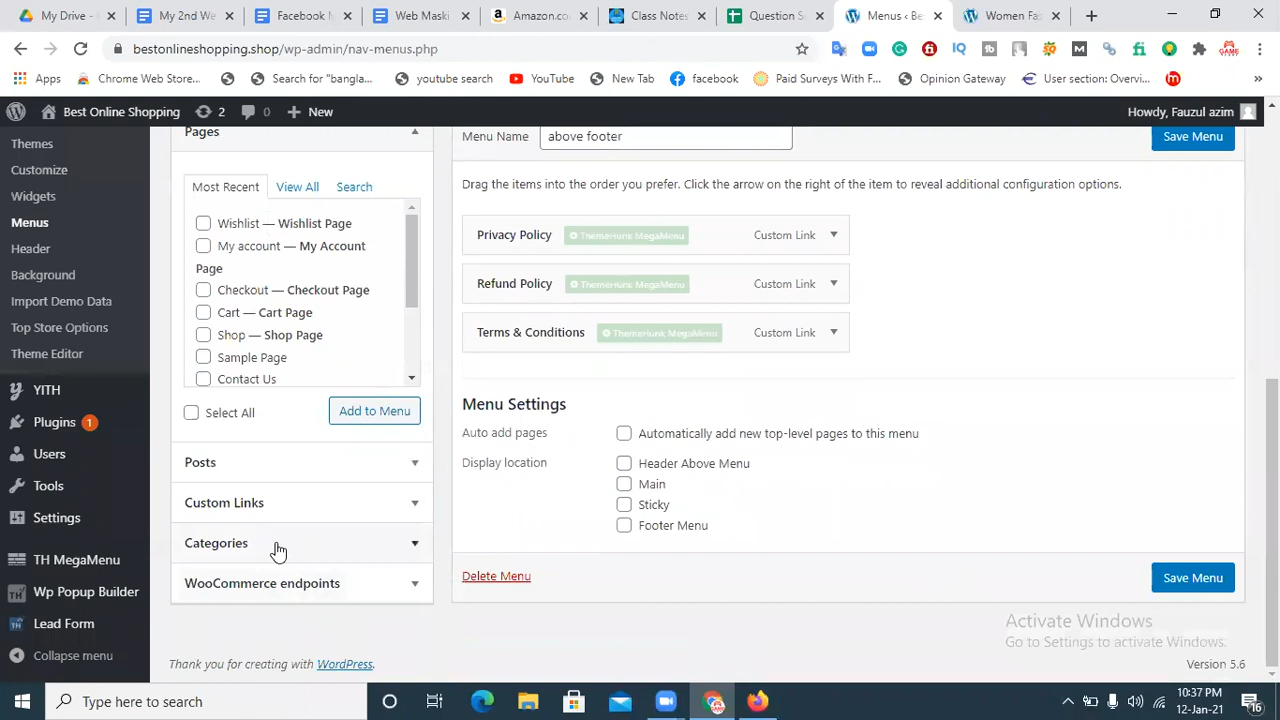 My Drive -
My 2nd We
Facebook I
Web Maski
Amazon.co
Class Notes
Question S
Menus ‹ Be
Women Fas
bestonlineshopping.shop/wp-admin/nav-menus.php
Apps
Chrome Web Store...
Search for "bangla...
youtube search
YouTube
New Tab
facebook
Paid Surveys With F...
Opinion Gateway
User section: Overvi...
»
Best Online Shopping
2
0
New
Howdy, Fauzul azim
Themes
Customize
Widgets
Menus
Header
Background
Import Demo Data
Top Store Options
Theme Editor
YITH
Plugins 1
Users
Tools
Settings
TH MegaMenu
Wp Popup Builder
Lead Form
Collapse menu
Pages
Most Recent
View All
Search
Wishlist — Wishlist Page
My account — My Account
Page
Checkout — Checkout Page
Cart — Cart Page
Shop — Shop Page
Sample Page
Contact Us
Select All
Add to Menu
Posts
Custom Links
Categories
WooCommerce endpoints
Menu Name
above footer
Save Menu
Drag the items into the order you prefer. Click the arrow on the right of the item to reveal additional configuration options.
Privacy Policy ThemeHunk MegaMenu Custom Link
Refund Policy ThemeHunk MegaMenu Custom Link
Terms & Conditions ThemeHunk MegaMenu Custom Link
Menu Settings
Auto add pages
Automatically add new top-level pages to this menu
Display location
Header Above Menu
Main
Sticky
Footer Menu
Delete Menu
Save Menu
Activate Windows
Go to Settings to activate Windows.
Thank you for creating with WordPress.
Version 5.6
Type here to search
10:37 PM
12-Jan-21
16